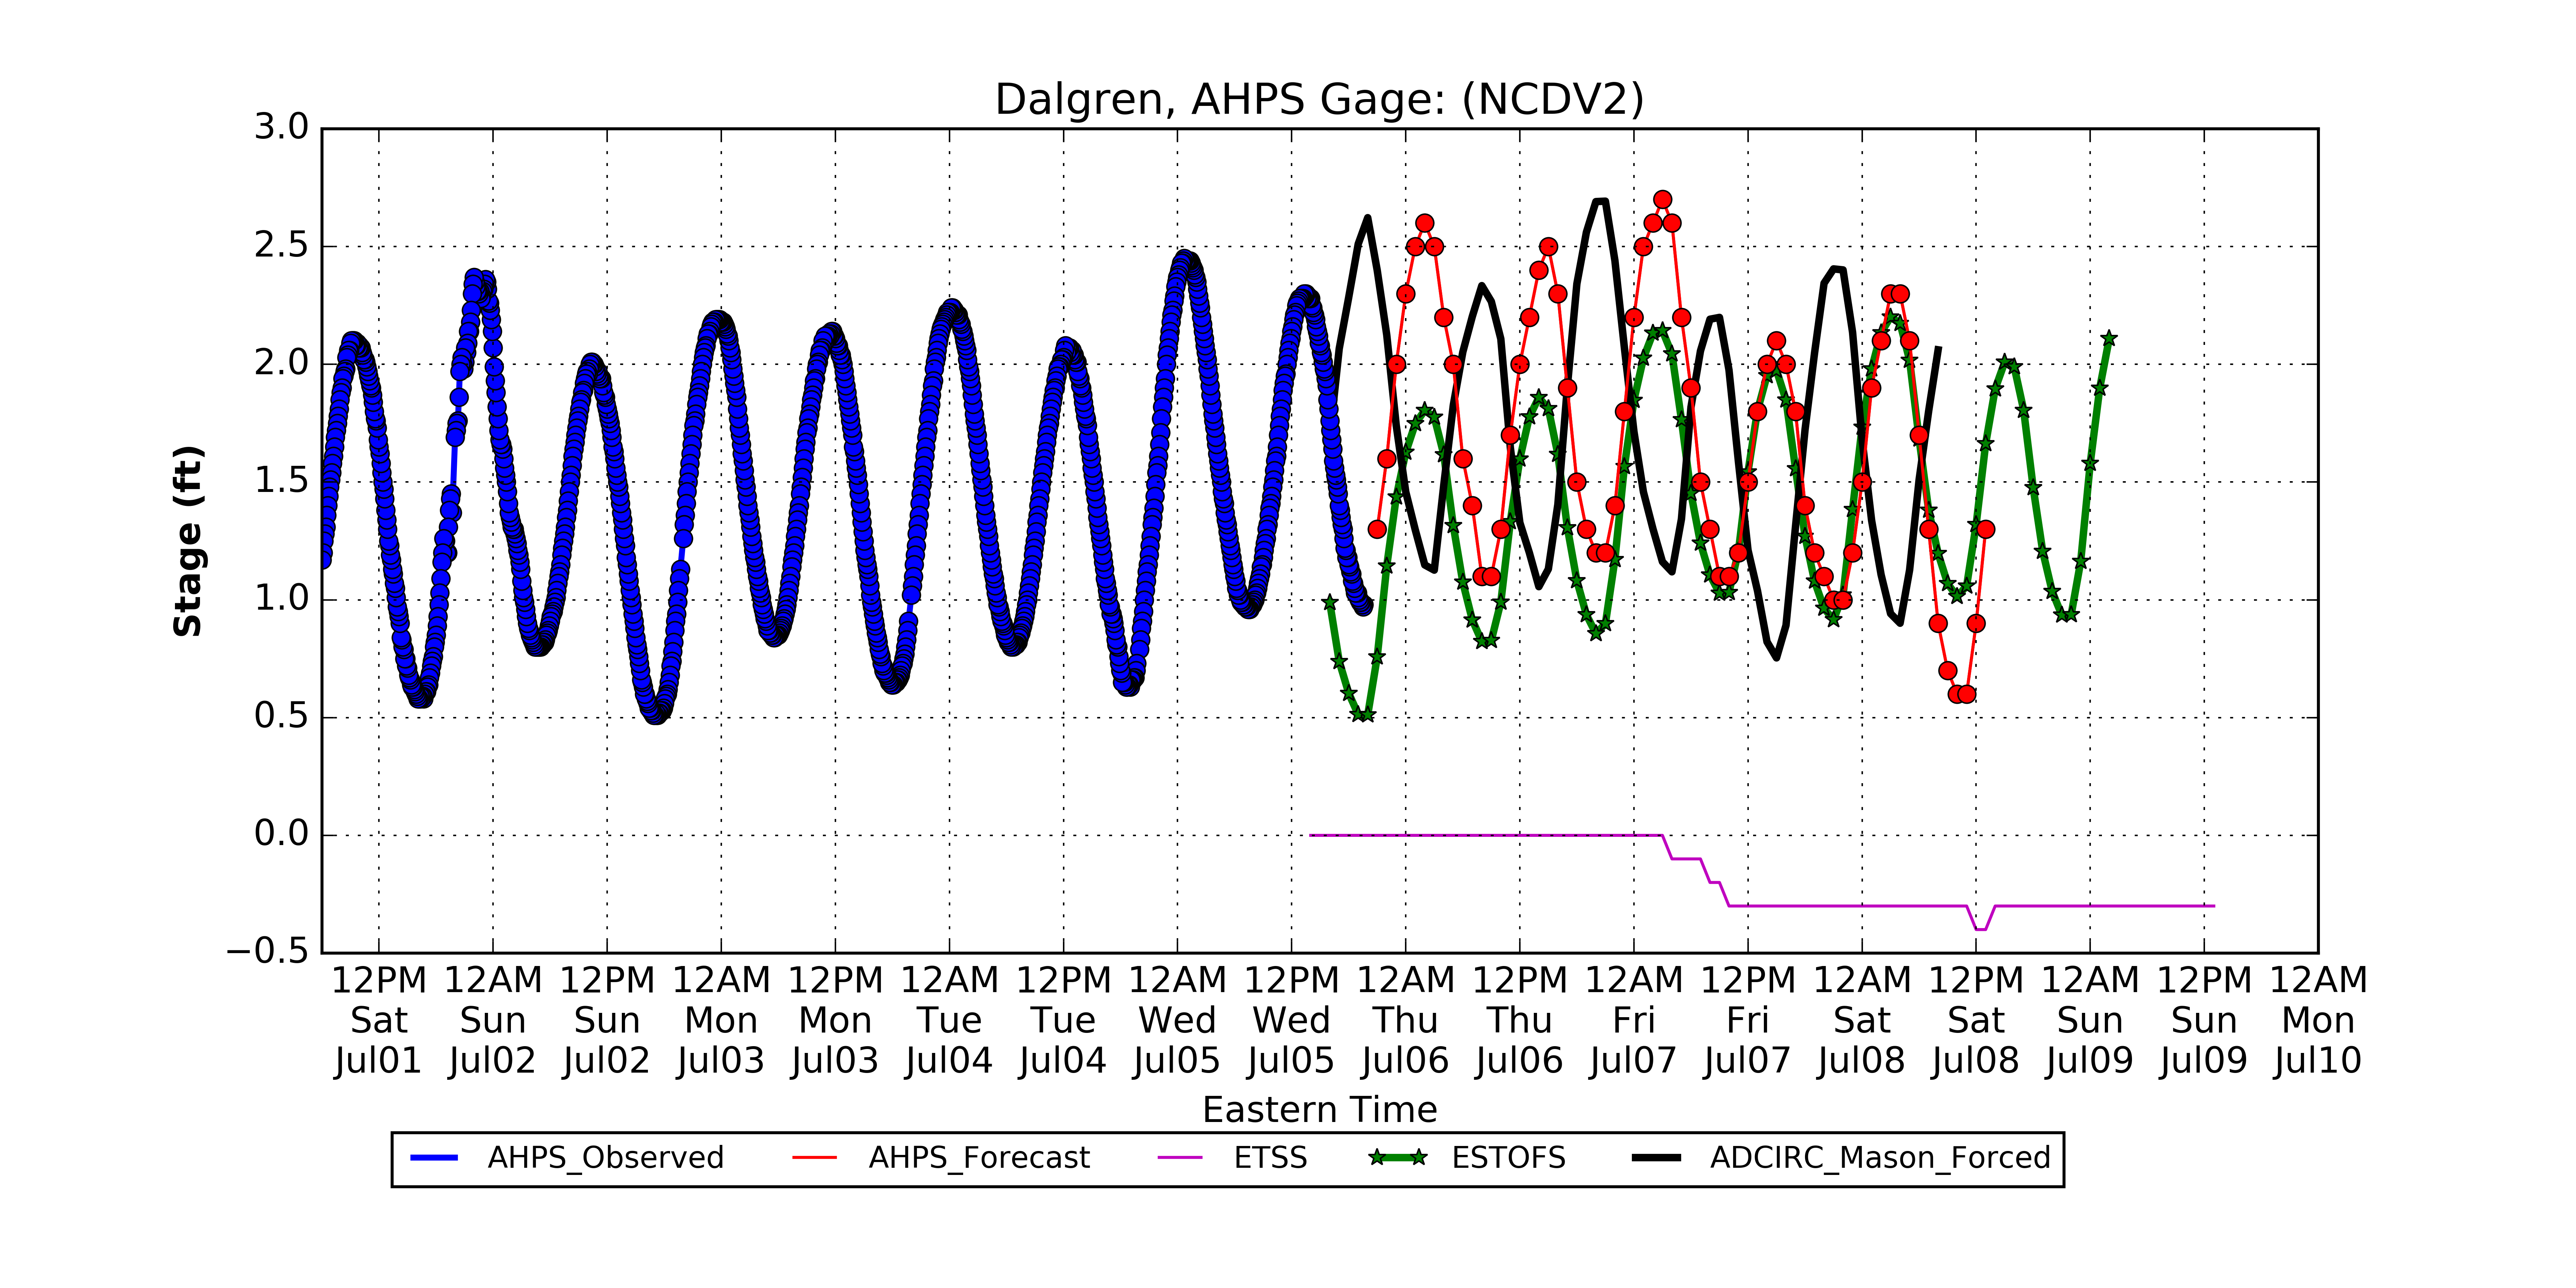 Dalgren, AHPS Gage: (NCDV2)
3.0
2.5
2.0
1.5
1.0
0.5
0.0
−0.5
Stage (ft)
12PM 12AM 12PM 12AM 12PM 12AM 12PM 12AM 12PM 12AM 12PM 12AM 12PM 12AM 12PM 12AM 12PM 12AM
Sat Sun Sun Mon Mon Tue Tue Wed Wed Thu Thu Fri Fri Sat Sat Sun Sun Mon
Jul01 Jul02 Jul02 Jul03 Jul03 Jul04 Jul04 Jul05 Jul05 Jul06 Jul06 Jul07 Jul07 Jul08 Jul08 Jul09 Jul09 Jul10
Eastern Time
AHPS_Observed AHPS_Forecast ETSS ESTOFS ADCIRC_Mason_Forced